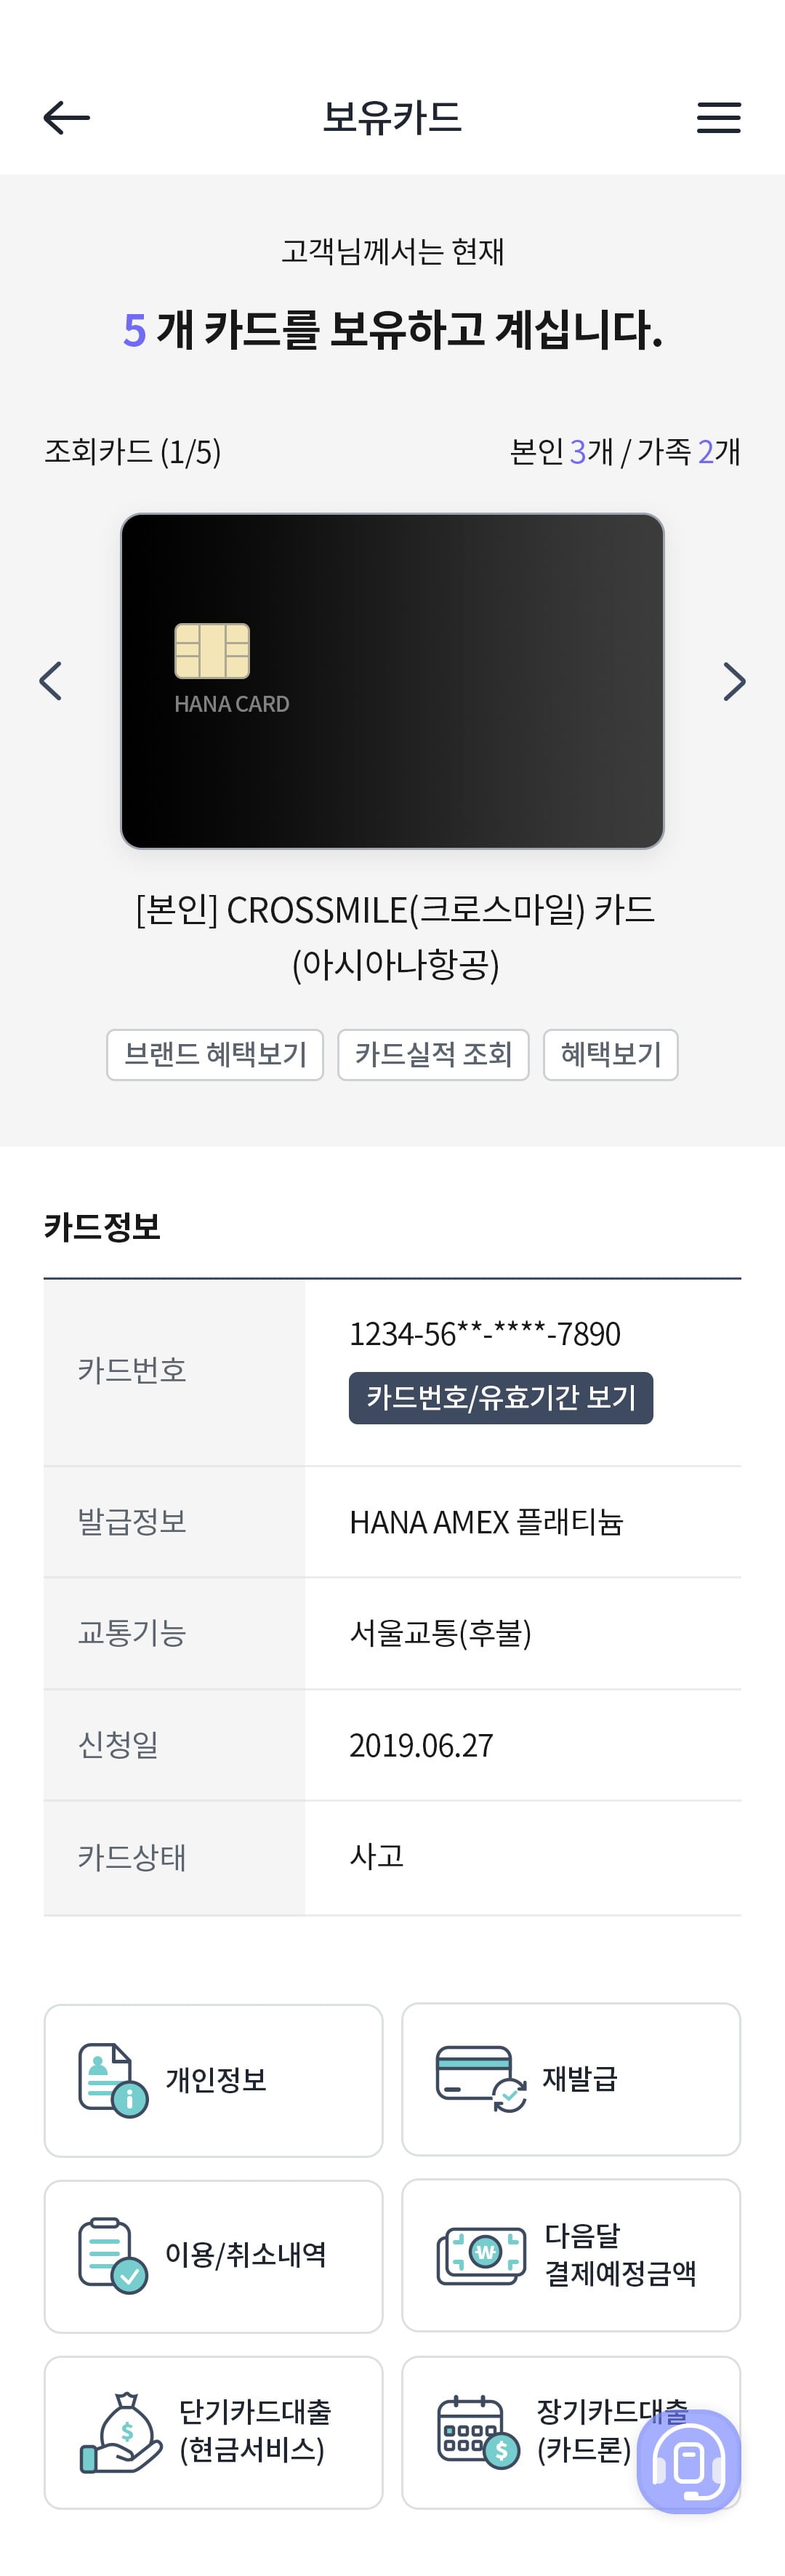 보유카드
고객님께서는 현재
5 개 카드를 보유하고 계십니다.
조회카드 (1/5)
본인 3개 / 가족 2개
HANA CARD
[본인] CROSSMILE(크로스마일) 카드
(아시아나항공)
브랜드 혜택보기
카드실적 조회
혜택보기
카드정보
카드번호
1234-56**-****-7890
카드번호/유효기간 보기
발급정보
HANA AMEX 플래티늄
교통기능
서울교통(후불)
신청일
2019.06.27
카드상태
사고
개인정보
재발급
이용/취소내역
다음달
결제예정금액
단기카드대출
(현금서비스)
장기카드대출
(카드론)